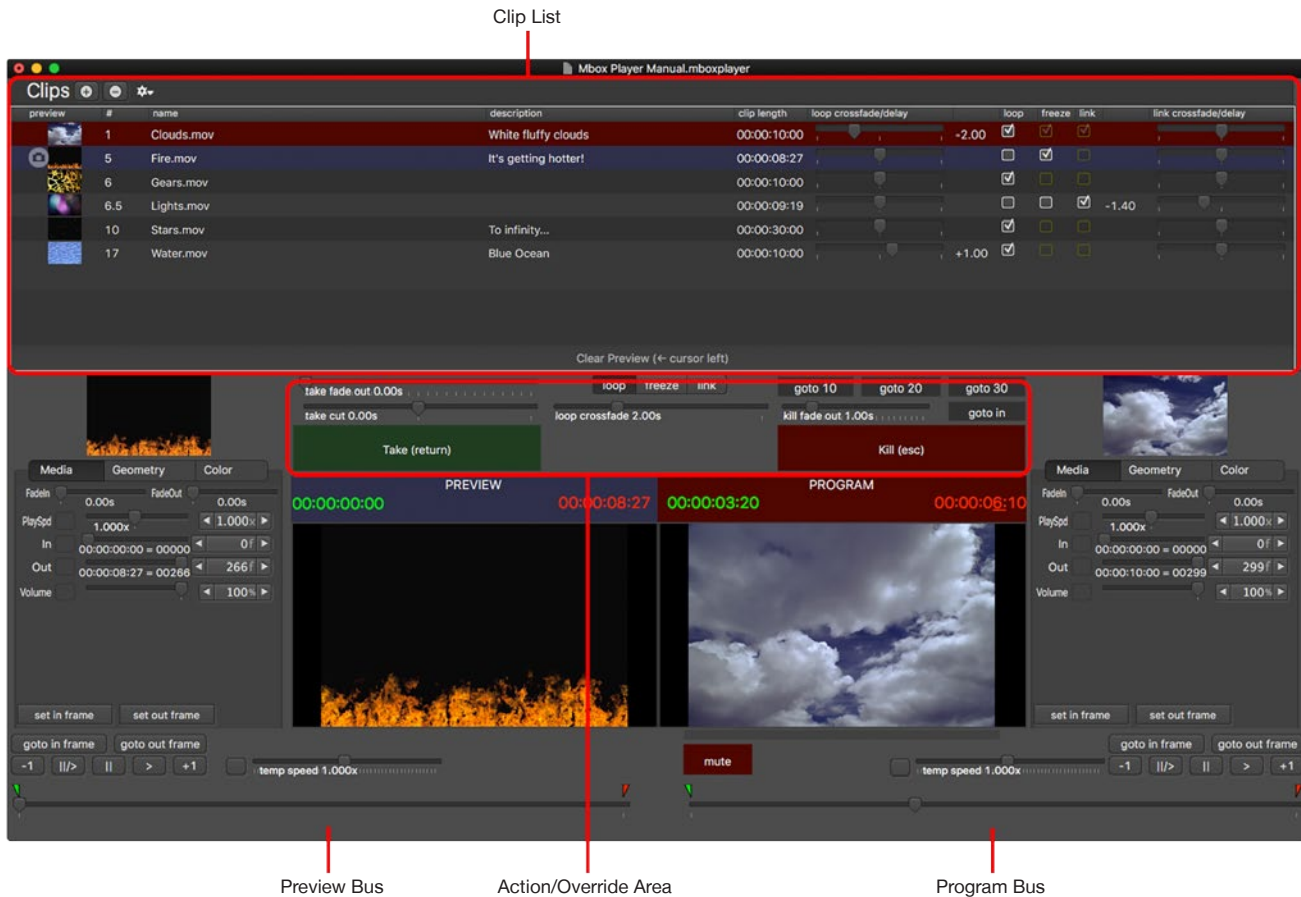 Clip List
Mbox Player Manual.mboxplayer
Clips
preview # name description clip length loop crossfade/delay loop freeze link link crossfade/delay
1 Clouds.mov White fluffy clouds 00:00:10:00 -2.00
5 Fire.mov It's getting hotter! 00:00:08:27
6 Gears.mov 00:00:10:00
6.5 Lights.mov 00:00:09:19 -1.40
10 Stars.mov To infinity... 00:00:30:00
17 Water.mov Blue Ocean 00:00:10:00 +1.00
Clear Preview (← cursor left)
take fade out 0.00s loop freeze link goto 10 goto 20 goto 30
take cut 0.00s loop crossfade 2.00s kill fade out 1.00s goto in
Take (return) Kill (esc)
Media Geometry Color
FadeIn 0.00s FadeOut 0.00s
PlaySpd 1.000x 1.000x
In 00:00:00:00 = 00000 0f
Out 00:00:08:27 = 00266 266f
Volume 100%
set in frame set out frame
goto in frame goto out frame
-1 ||/> || > +1 temp speed 1.000x
PREVIEW
00:00:00:00 00:00:08:27
PROGRAM
00:00:03:20 00:00:06:10
mute
Media Geometry Color
FadeIn 0.00s FadeOut 0.00s
PlaySpd 1.000x 1.000x
In 00:00:00:00 = 00000 0f
Out 00:00:10:00 = 00299 299f
Volume 100%
set in frame set out frame
goto in frame goto out frame
temp speed 1.000x -1 ||/> || > +1
Preview Bus Action/Override Area Program Bus